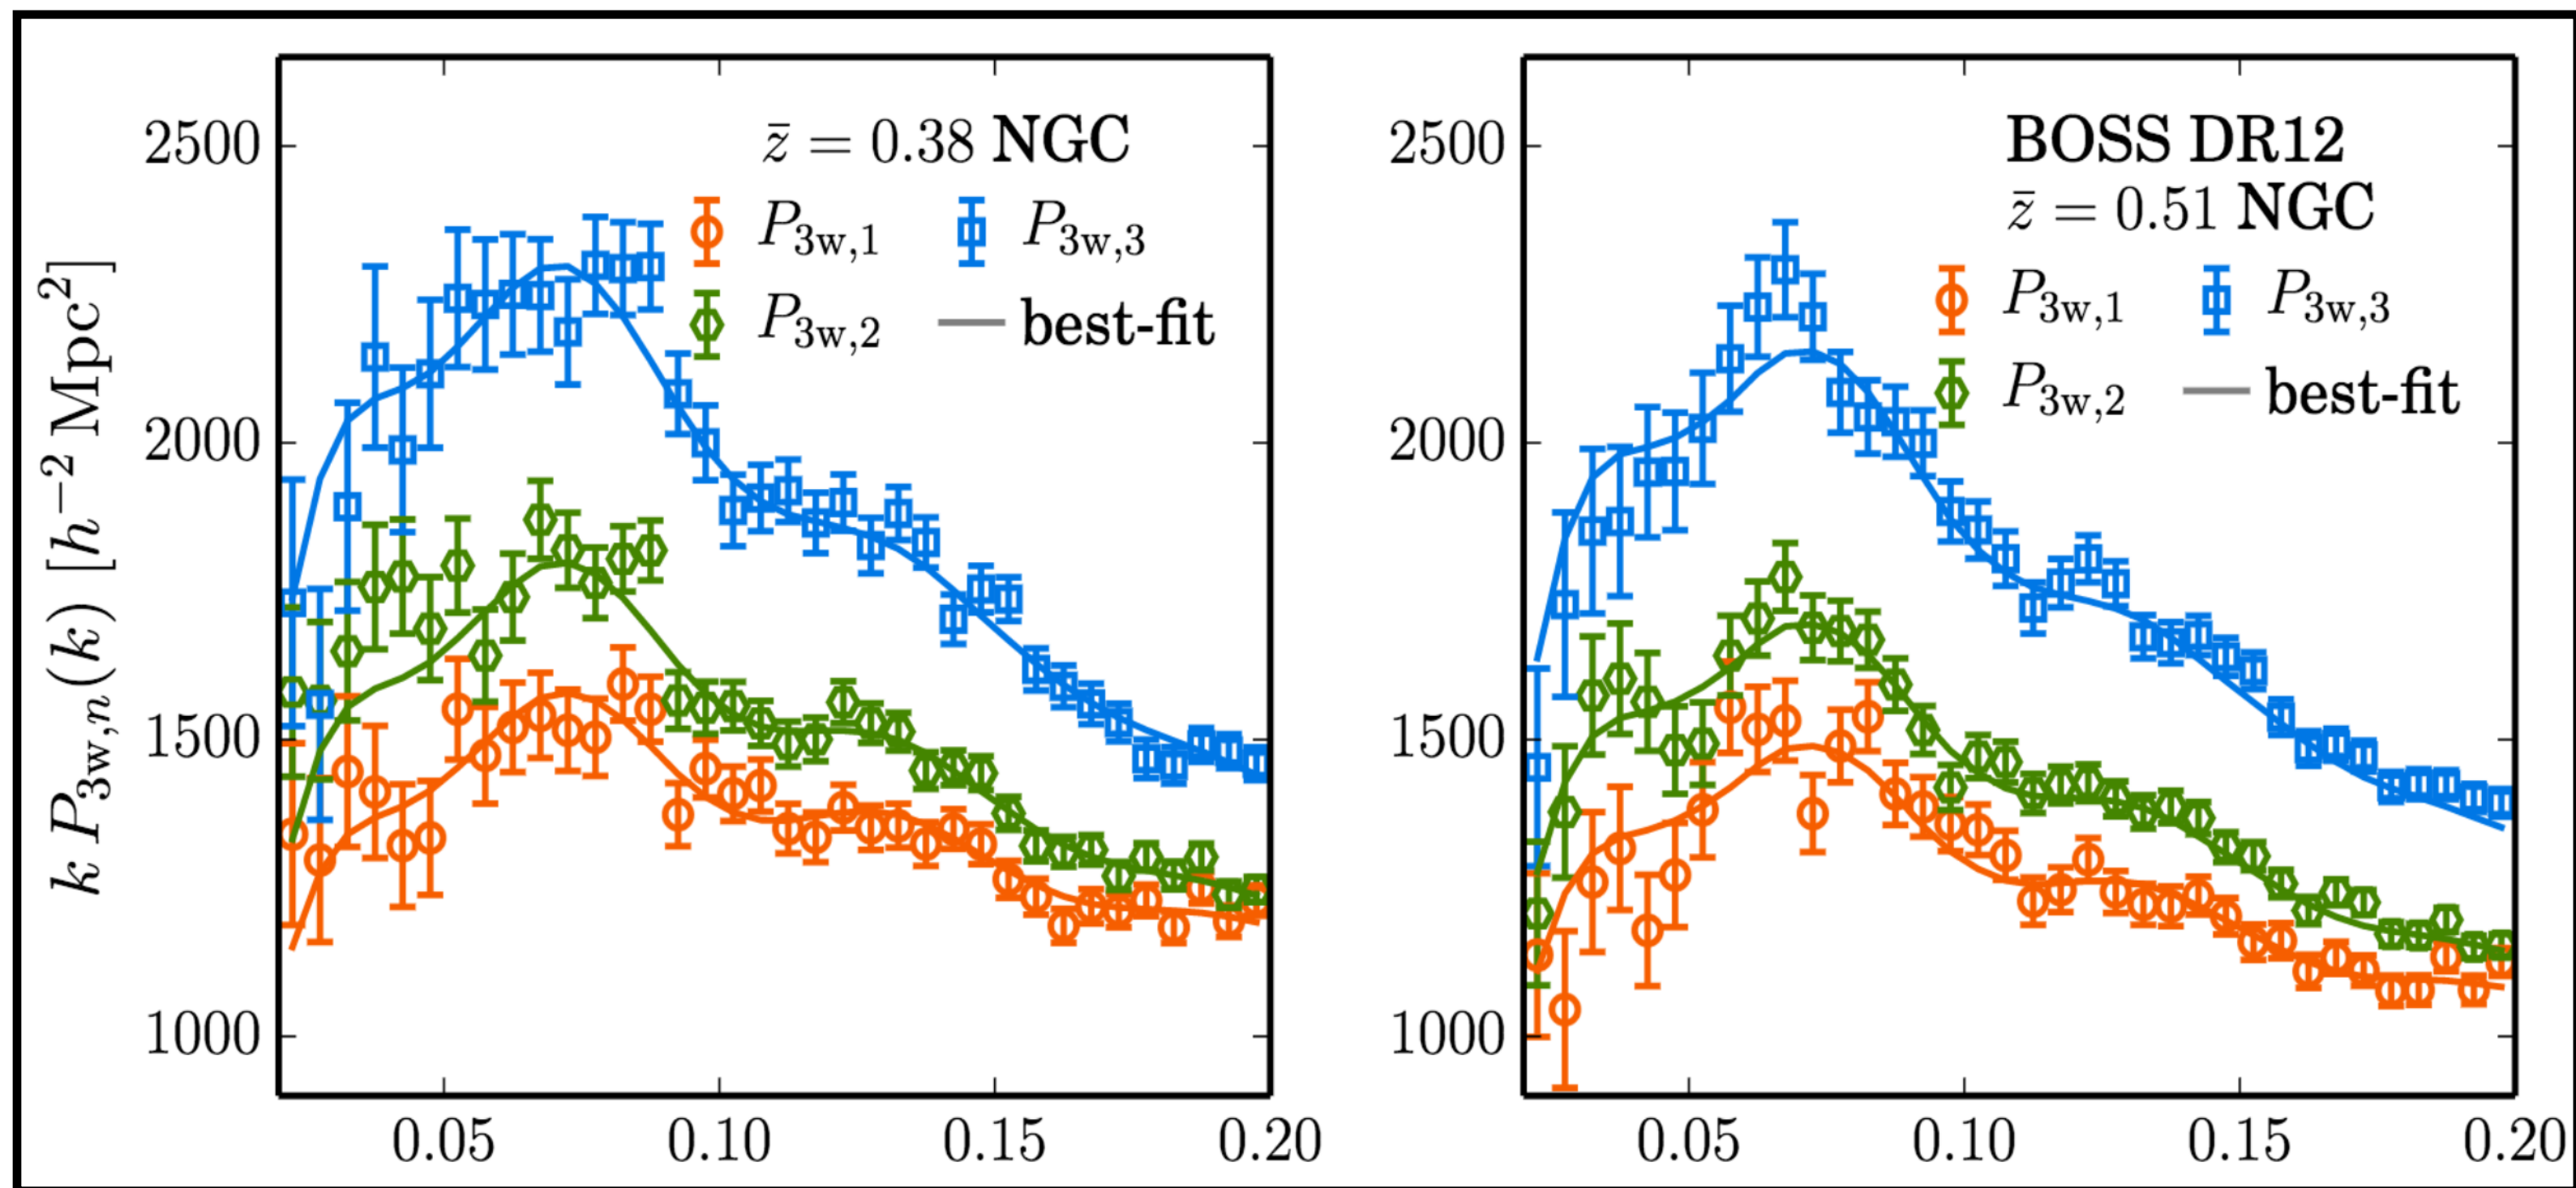 k P3w,n(k) [h−2 Mpc2]
2500
2000
1500
1000
z̄ = 0.38 NGC
P3w,1
P3w,3
P3w,2
best-fit
0.05 0.10 0.15 0.20
2500
2000
1500
1000
BOSS DR12
z̄ = 0.51 NGC
P3w,1
P3w,3
P3w,2
best-fit
0.05 0.10 0.15 0.20